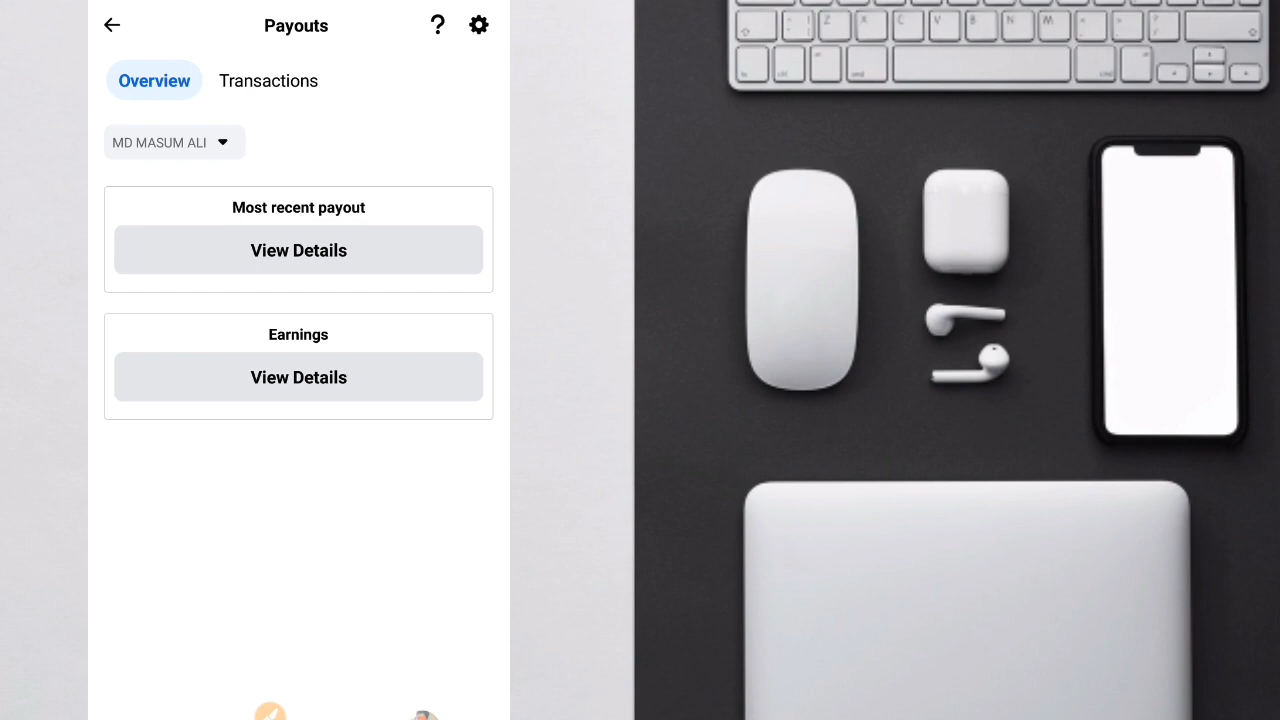 Payouts ?
Overview Transactions
MD MASUM ALI
Most recent payout
View Details
Earnings
View Details